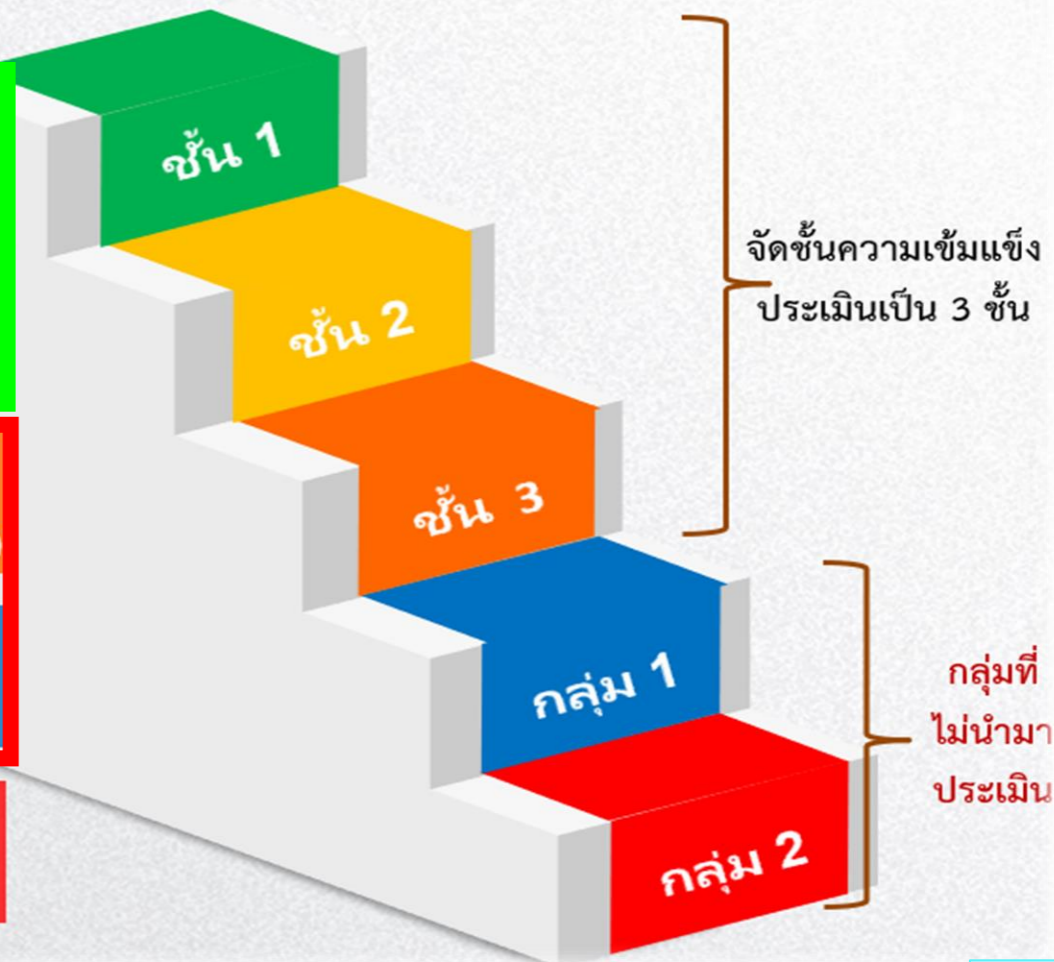 ชั้น 1
ชั้น 2
ชั้น 3
กลุ่ม 1
กลุ่ม 2
จัดชั้นความเข้มแข็ง
ประเมินเป็น 3 ชั้น
กลุ่มที่
ไม่นำมา
ประเมิน